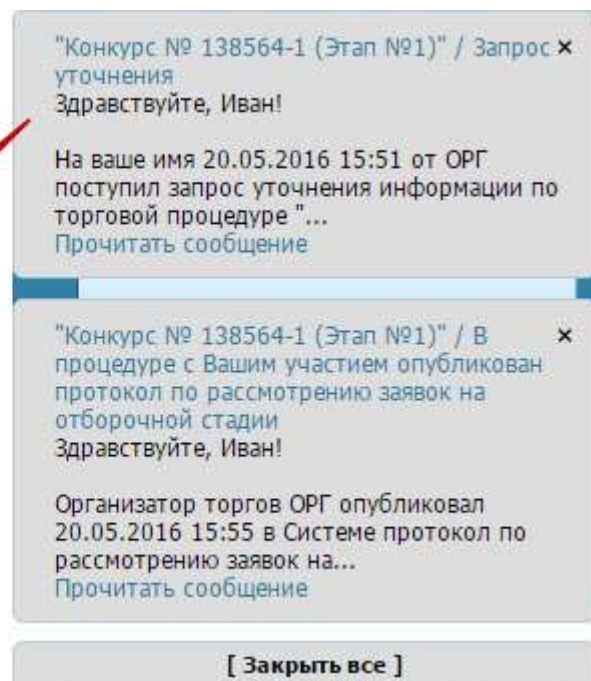 "Конкурс № 138564-1 (Этап №1)" / Запрос ×
уточнения
Здравствуйте, Иван!
На ваше имя 20.05.2016 15:51 от ОРГ
поступил запрос уточнения информации по
торговой процедуре "...
Прочитать сообщение
"Конкурс № 138564-1 (Этап №1)" / В ×
процедуре с Вашим участием опубликован
протокол по рассмотрению заявок на
отборочной стадии
Здравствуйте, Иван!
Организатор торгов ОРГ опубликовал
20.05.2016 15:55 в Системе протокол по
рассмотрению заявок на...
Прочитать сообщение
[ Закрыть все ]